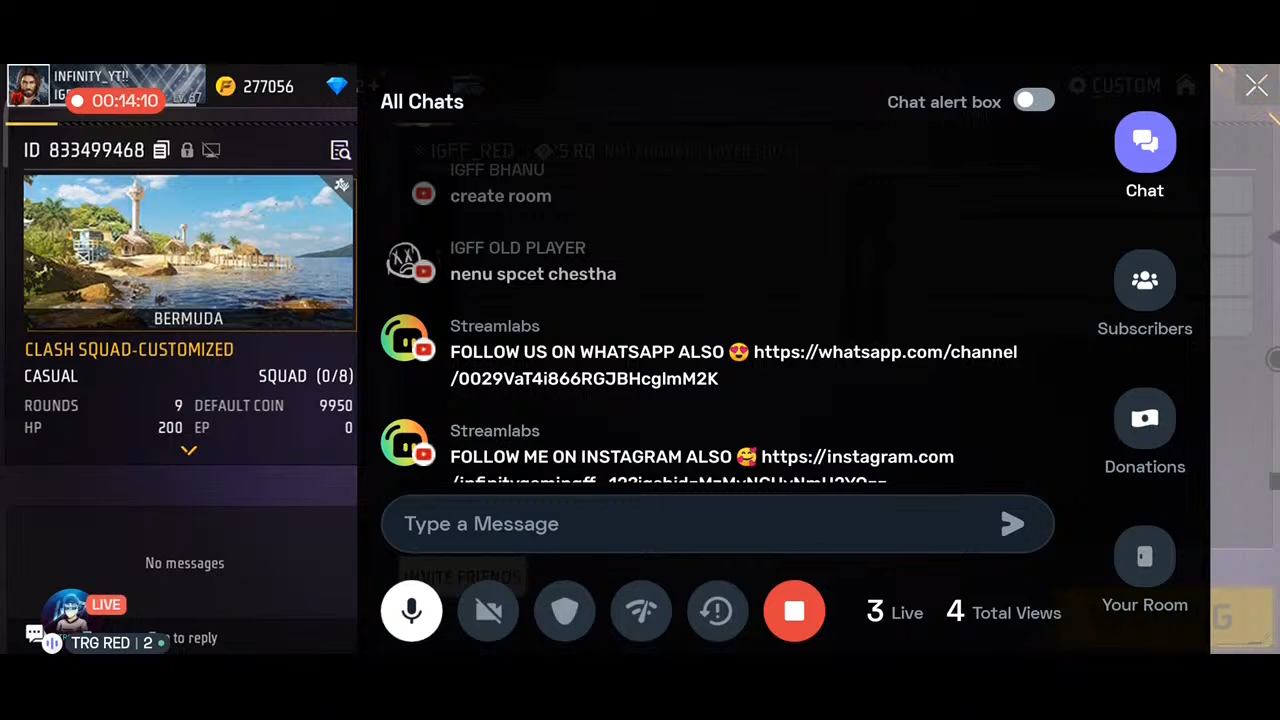 INFINITY_YT!!
277056
00:14:10
ID 833499468
BERMUDA
CLASH SQUAD-CUSTOMIZED
CASUAL SQUAD (0/8)
ROUNDS 9 DEFAULT COIN 9950
HP 200 EP 0
No messages
LIVE
to reply
TRG RED | 2
All Chats
Chat alert box
CUSTOM
IGFF_RED
IGFF BHANU
create room
IGFF OLD PLAYER
nenu spcet chestha
Streamlabs
FOLLOW US ON WHATSAPP ALSO 😍 https://whatsapp.com/channel
/0029VaT4i866RGJBHcglmM2K
Streamlabs
FOLLOW ME ON INSTAGRAM ALSO 🥰 https://instagram.com
Type a Message
INVITE FRIENDS
3 Live 4 Total Views
Chat
Subscribers
Donations
Your Room